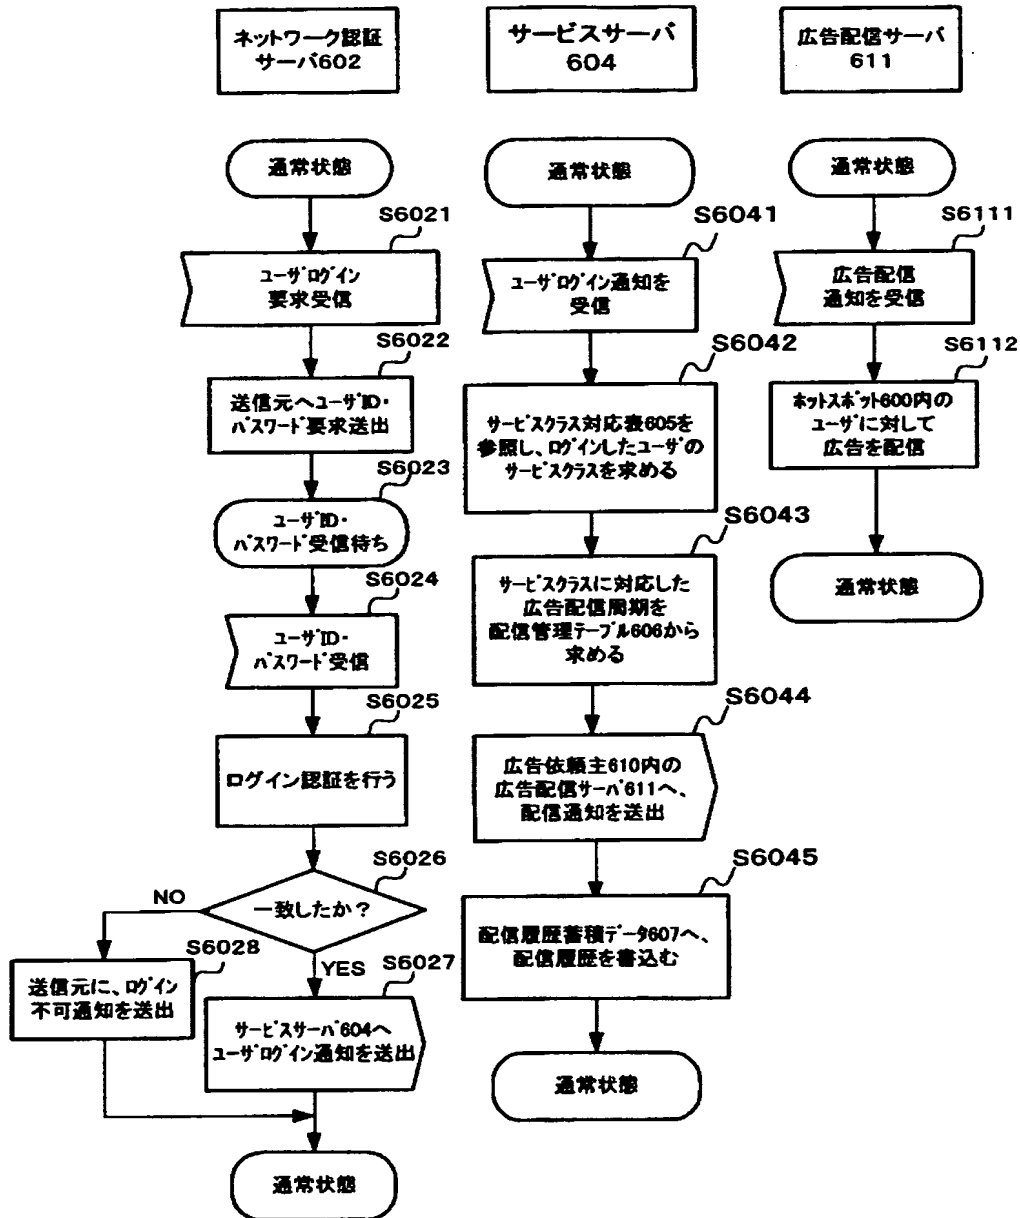 ネットワーク認証
サーバ602
通常状態
S6021
ユーザログイン
要求受信
S6022
送信元へユーザID・
パスワード要求送出
S6023
ユーザID・
パスワード受信待ち
S6024
ユーザID・
パスワード受信
S6025
ログイン認証を行う
S6026
一致したか？
NO
YES
S6028
送信元に、ログイン
不可通知を送出
S6027
サービスサーバ604へ
ユーザログイン通知を送出
通常状態
サービスサーバ
604
通常状態
S6041
ユーザログイン通知を
受信
S6042
サービスクラス対応表605を
参照し、ログインしたユーザの
サービスクラスを求める
S6043
サービスクラスに対応した
広告配信周期を
配信管理テーブル606から
求める
S6044
広告依頼主610内の
広告配信サーバ611へ、
配信通知を送出
S6045
配信履歴蓄積データ607へ、
配信履歴を書込む
通常状態
広告配信サーバ
611
通常状態
S6111
広告配信
通知を受信
S6112
ホットスポット600内の
ユーザに対して
広告を配信
通常状態